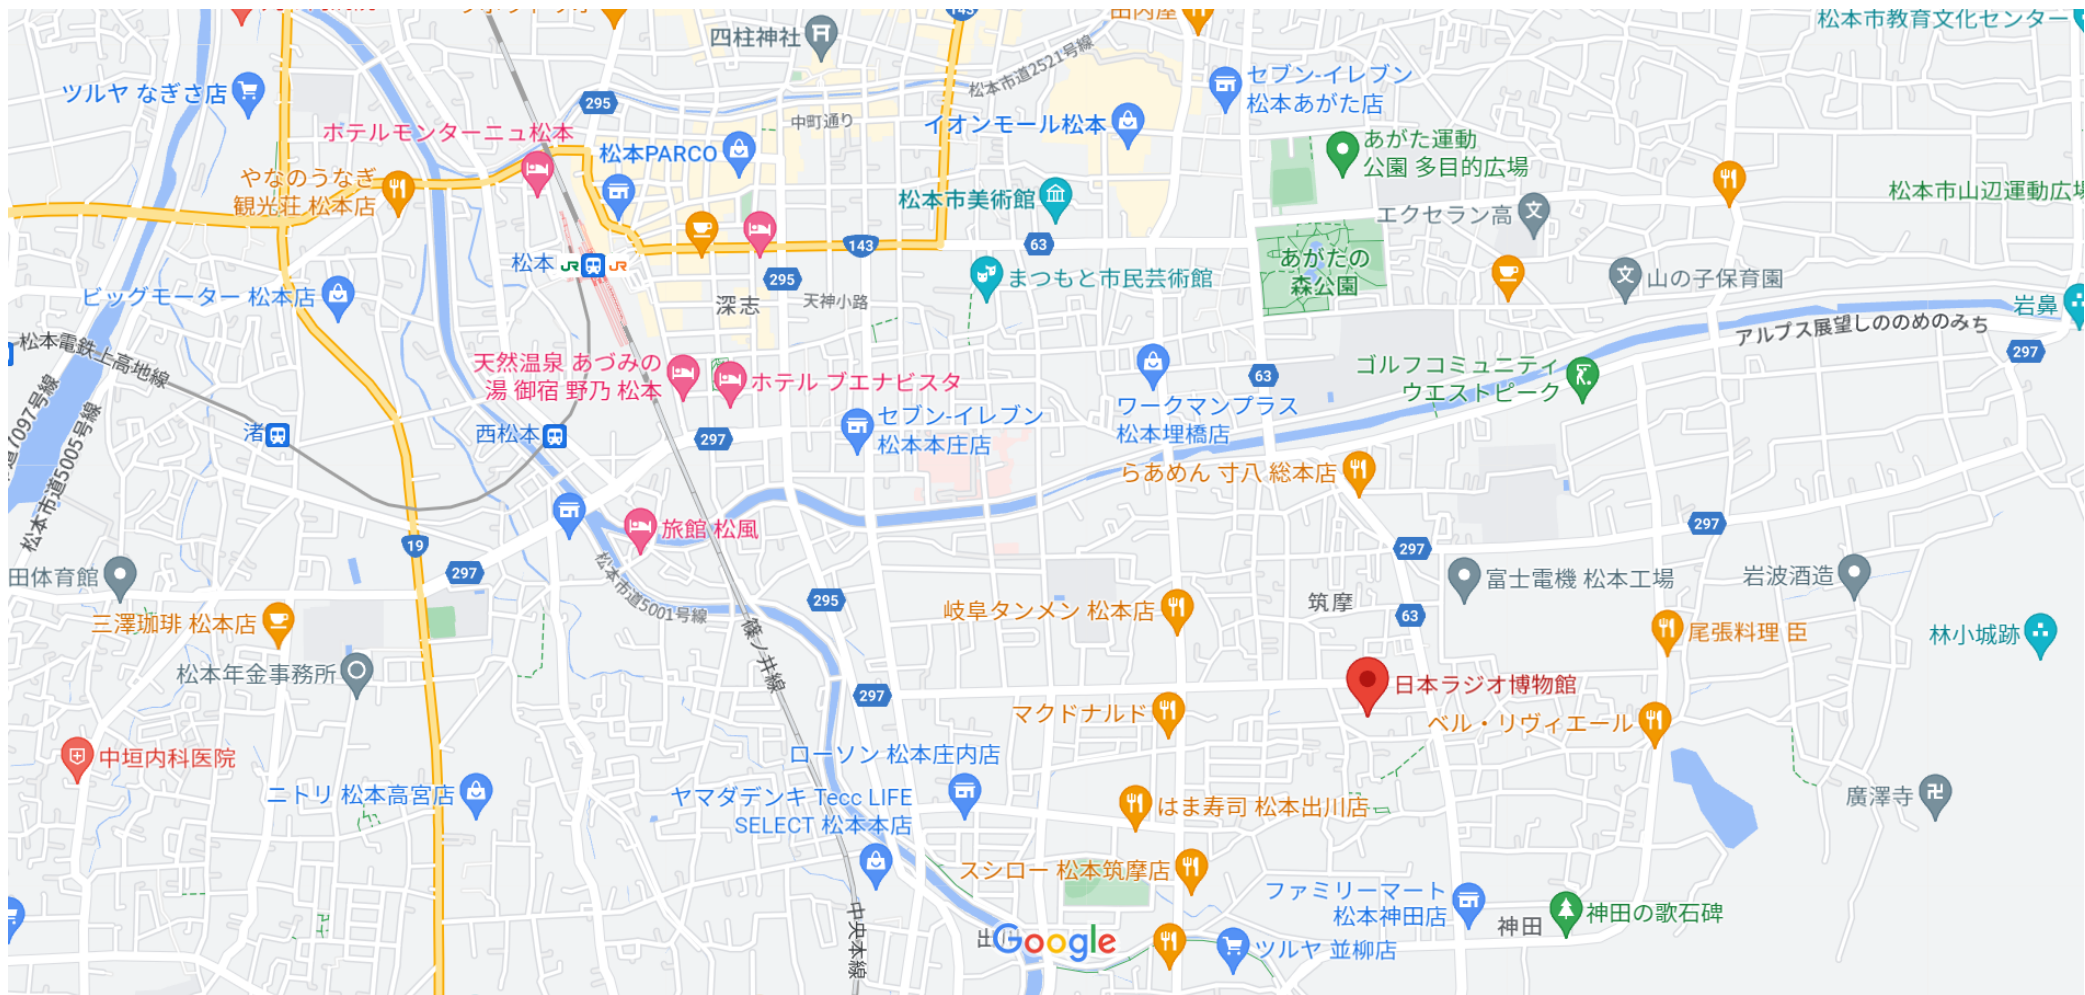 143
四柱神社
松本市教育文化センター
松本市道2521号線
セブン-イレブン
松本あがた店
ツルヤ なぎさ店
295
中町通り
イオンモール松本
ホテルモンターニュ松本
松本PARCO
あがた運動
公園 多目的広場
やなのうなぎ
観光荘 松本店
松本市美術館
松本市山辺運動広場
エクセラン高
143
63
松本
JR
JR
295
まつもと市民芸術館
あがたの
森公園
山の子保育園
ビッグモーター 松本店
深志
天神小路
岩鼻
アルプス展望しののめのみち
297
松本電鉄上高地線
天然温泉 あづみの
湯 御宿 野乃 松本
ホテル ブエナビスタ
63
ゴルフコミュニティ
ウエストピーク
ワークマンプラス
松本埋橋店
セブン-イレブン
松本本庄店
道7097号線
松本市道5005号線
渚
西松本
297
らあめん 寸八 総本店
旅館 松風
297
19
297
297
田体育館
松本市道5001号線
富士電機 松本工場
岩波酒造
筑摩
295
63
岐阜タンメン 松本店
三澤珈琲 松本店
尾張料理 臣
林小城跡
篠ノ井線
松本年金事務所
297
日本ラジオ博物館
マクドナルド
ベル・リヴィエール
中垣内科医院
ローソン 松本庄内店
ニトリ 松本高宮店
ヤマダデンキ Tecc LIFE
SELECT 松本本店
はま寿司 松本出川店
廣澤寺
スシロー 松本筑摩店
ファミリーマート
松本神田店
神田
神田の歌石碑
中央本線
出川
Google
ツルヤ 並柳店